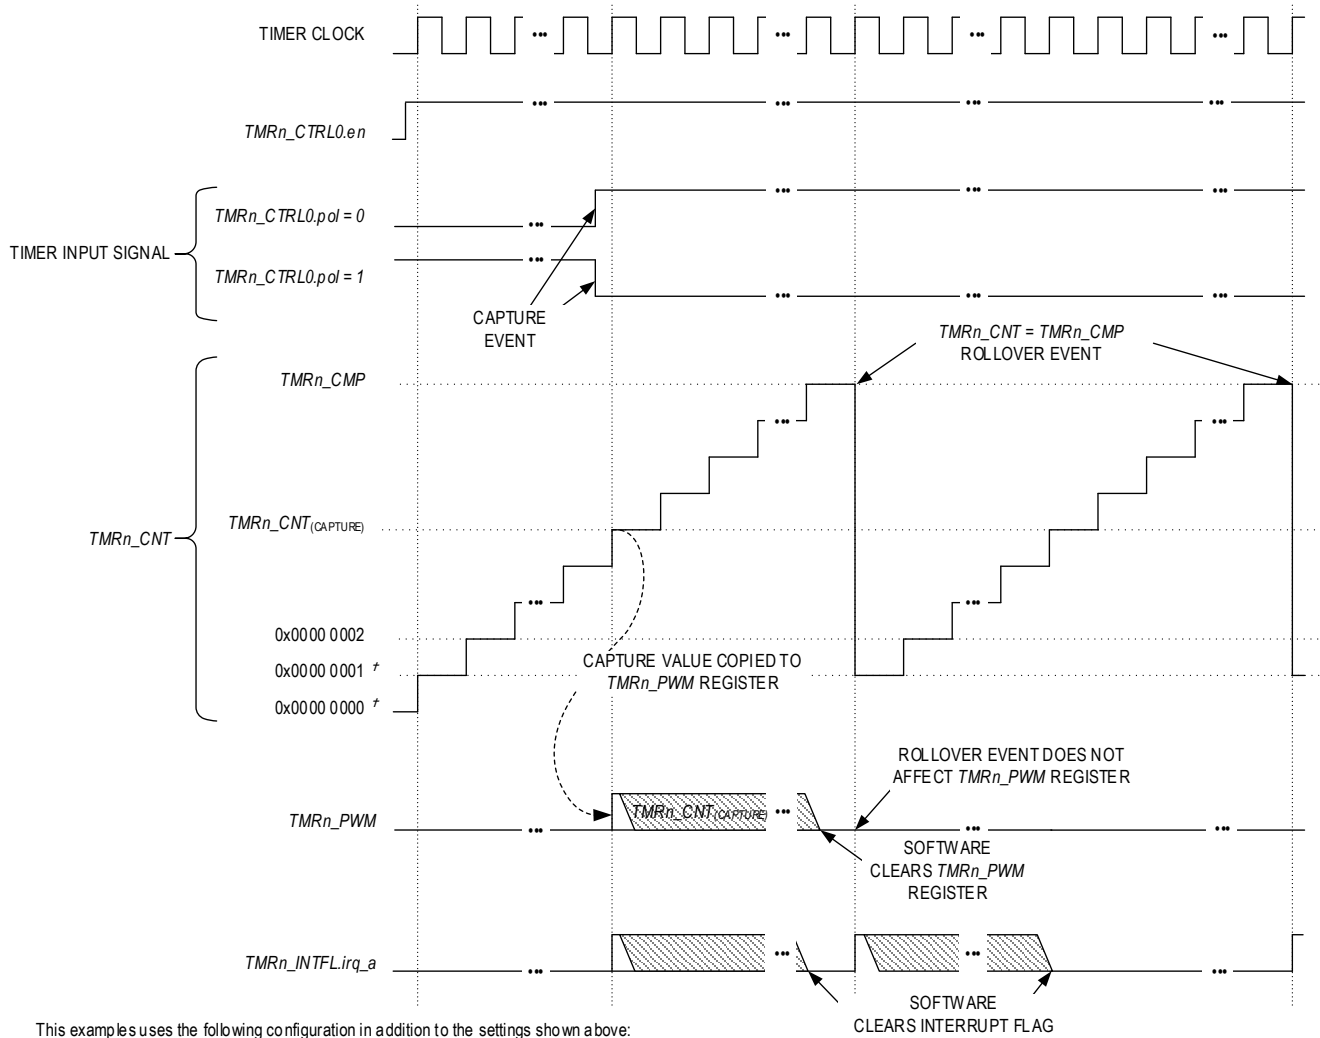 TIMER CLOCK
TMRn_CTRL0.en
TIMER INPUT SIGNAL
TMRn_CTRL0.pol = 0
TMRn_CTRL0.pol = 1
CAPTURE
EVENT
TMRn_CNT = TMRn_CMP
ROLLOVER EVENT
TMRn_CMP
TMRn_CNT(CAPTURE)
TMRn_CNT
0x0000 0002
0x0000 0001 †
0x0000 0000 †
CAPTURE VALUE COPIED TO
TMRn_PWM REGISTER
ROLLOVER EVENT DOES NOT
AFFECT TMRn_PWM REGISTER
TMRn_PWM
TMRn_CNT(CAPTURE)
SOFTWARE
CLEARS TMRn_PWM
REGISTER
TMRn_INTFL.irq_a
SOFTWARE
CLEARS INTERRUPT FLAG
This examples uses the following configuration in addition to the settings shown above: